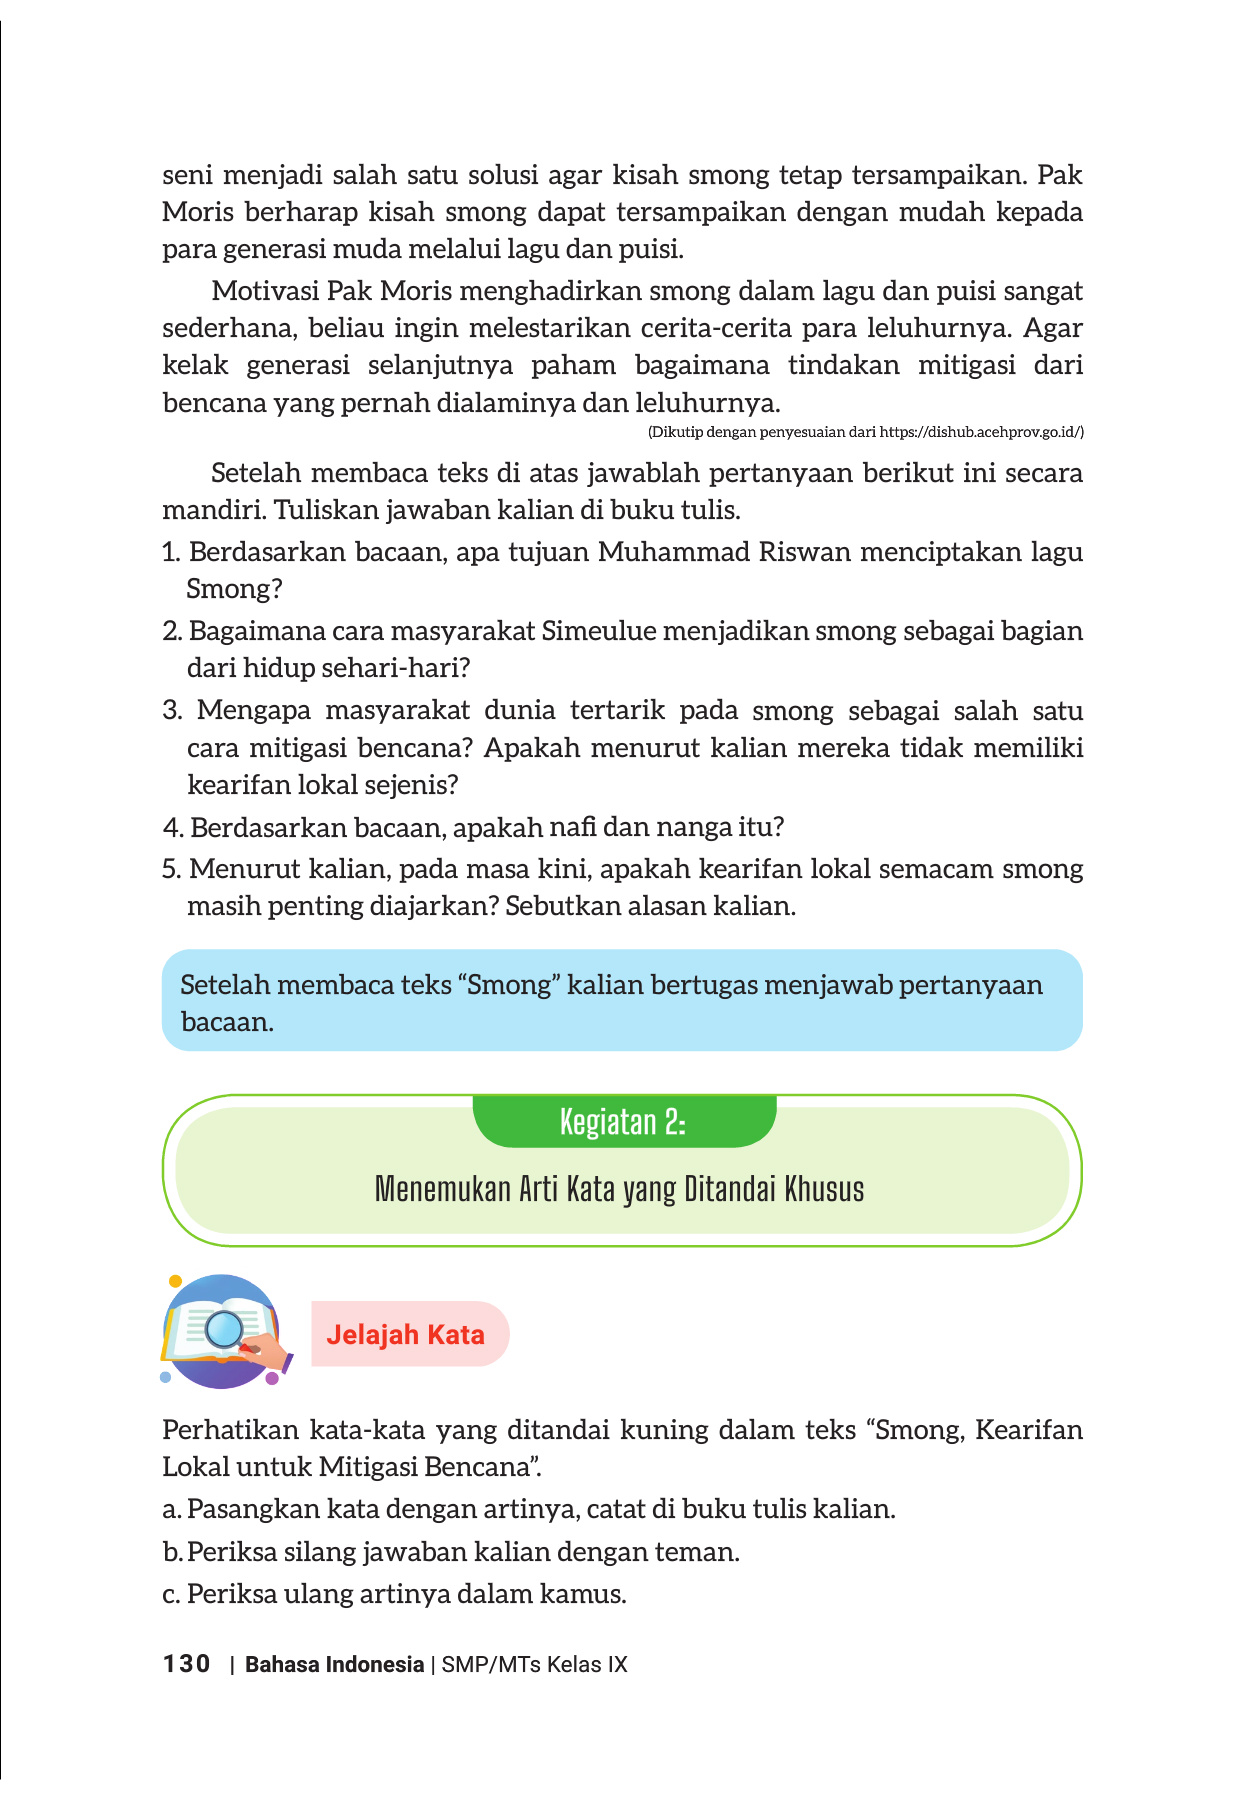 seni menjadi salah satu solusi agar kisah smong tetap tersampaikan. Pak
Moris berharap kisah smong dapat tersampaikan dengan mudah kepada
para generasi muda melalui lagu dan puisi.
Motivasi Pak Moris menghadirkan smong dalam lagu dan puisi sangat
sederhana, beliau ingin melestarikan cerita-cerita para leluhurnya. Agar
kelak generasi selanjutnya paham bagaimana tindakan mitigasi dari
bencana yang pernah dialaminya dan leluhurnya.
(Dikutip dengan penyesuaian dari https://dishub.acehprov.go.id/)
Setelah membaca teks di atas jawablah pertanyaan berikut ini secara
mandiri. Tuliskan jawaban kalian di buku tulis.
1. Berdasarkan bacaan, apa tujuan Muhammad Riswan menciptakan lagu
Smong?
2. Bagaimana cara masyarakat Simeulue menjadikan smong sebagai bagian
dari hidup sehari-hari?
3. Mengapa masyarakat dunia tertarik pada smong sebagai salah satu
cara mitigasi bencana? Apakah menurut kalian mereka tidak memiliki
kearifan lokal sejenis?
4. Berdasarkan bacaan, apakah nafi dan nanga itu?
5. Menurut kalian, pada masa kini, apakah kearifan lokal semacam smong
masih penting diajarkan? Sebutkan alasan kalian.
Setelah membaca teks “Smong” kalian bertugas menjawab pertanyaan
bacaan.
Kegiatan 2:
Menemukan Arti Kata yang Ditandai Khusus
Jelajah Kata
Perhatikan kata-kata yang ditandai kuning dalam teks “Smong, Kearifan
Lokal untuk Mitigasi Bencana”.
a. Pasangkan kata dengan artinya, catat di buku tulis kalian.
b. Periksa silang jawaban kalian dengan teman.
c. Periksa ulang artinya dalam kamus.
130 | Bahasa Indonesia | SMP/MTs Kelas IX